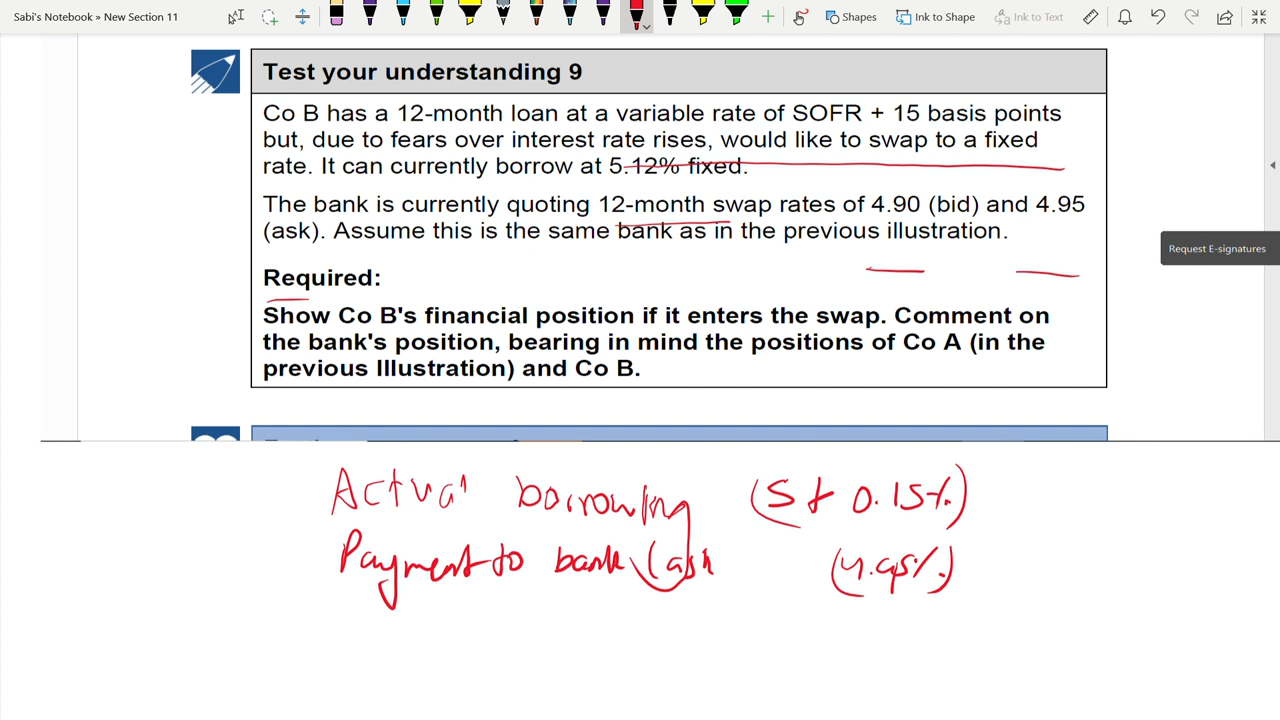 Sabi's Notebook » New Section 11
Shapes
Ink to Shape
Ink to Text
Test your understanding 9
Co B has a 12-month loan at a variable rate of SOFR + 15 basis points
but, due to fears over interest rate rises, would like to swap to a fixed
rate. It can currently borrow at 5.12% fixed.
The bank is currently quoting 12-month swap rates of 4.90 (bid) and 4.95
(ask). Assume this is the same bank as in the previous illustration.
Request E-signatures
Required:
Show Co B's financial position if it enters the swap. Comment on
the bank's position, bearing in mind the positions of Co A (in the
previous Illustration) and Co B.
Actual borrowing (S + 0.15%)
Payment to bank (ask (4.95%)